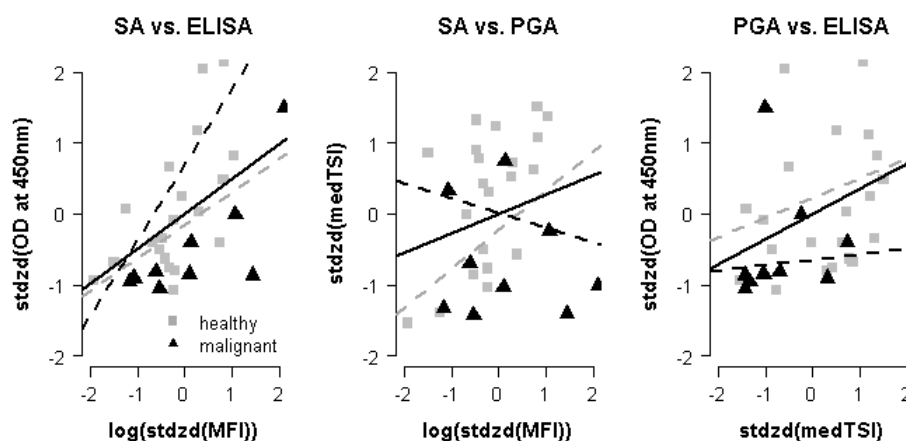 SA vs. ELISA
stdzd(OD at 450nm)
2
1
0
-1
-2
healthy
malignant
-2 -1 0 1 2
log(stdzd(MFI))
SA vs. PGA
stdzd(medTSI)
2
1
0
-1
-2
-2 -1 0 1 2
log(stdzd(MFI))
PGA vs. ELISA
stdzd(OD at 450nm)
2
1
0
-1
-2
-2 -1 0 1 2
stdzd(medTSI)